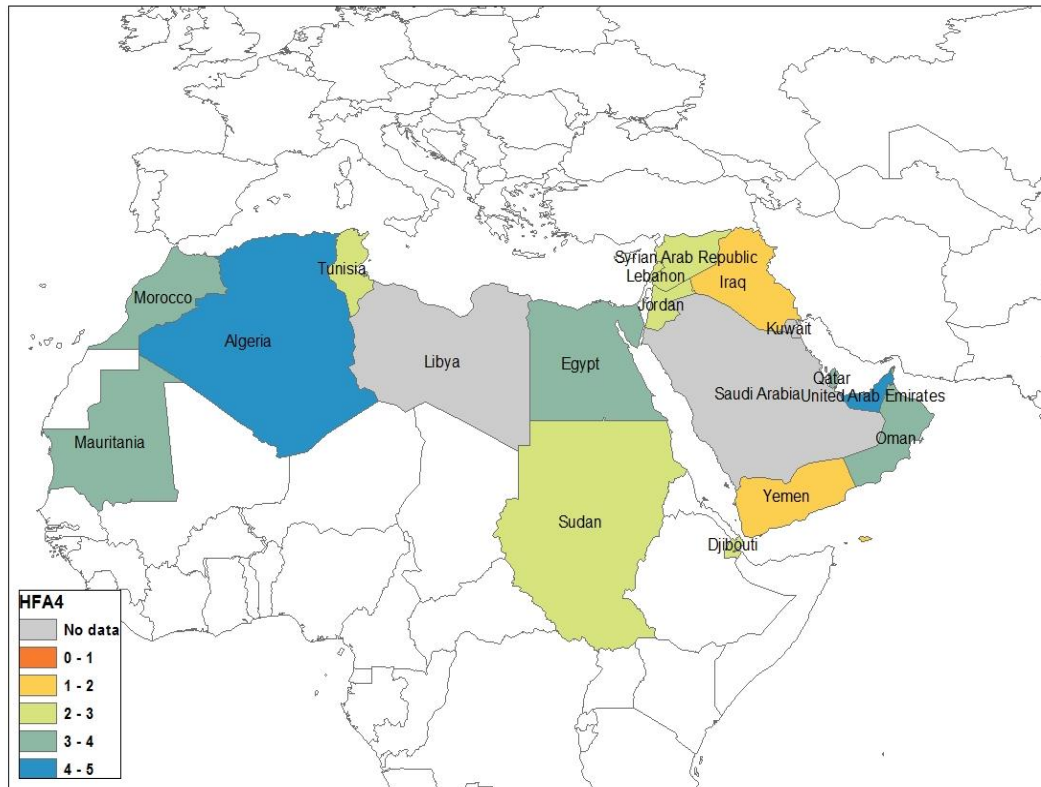 Syrian Arab Republic
Tunisia
Lebanon
Iraq
Morocco
Jordan
Kuwait
Algeria
Libya
Egypt
Qatar
Saudi Arabia
United Arab Emirates
Mauritania
Oman
Yemen
Sudan
Djibouti
HFA4
No data
0 - 1
1 - 2
2 - 3
3 - 4
4 - 5